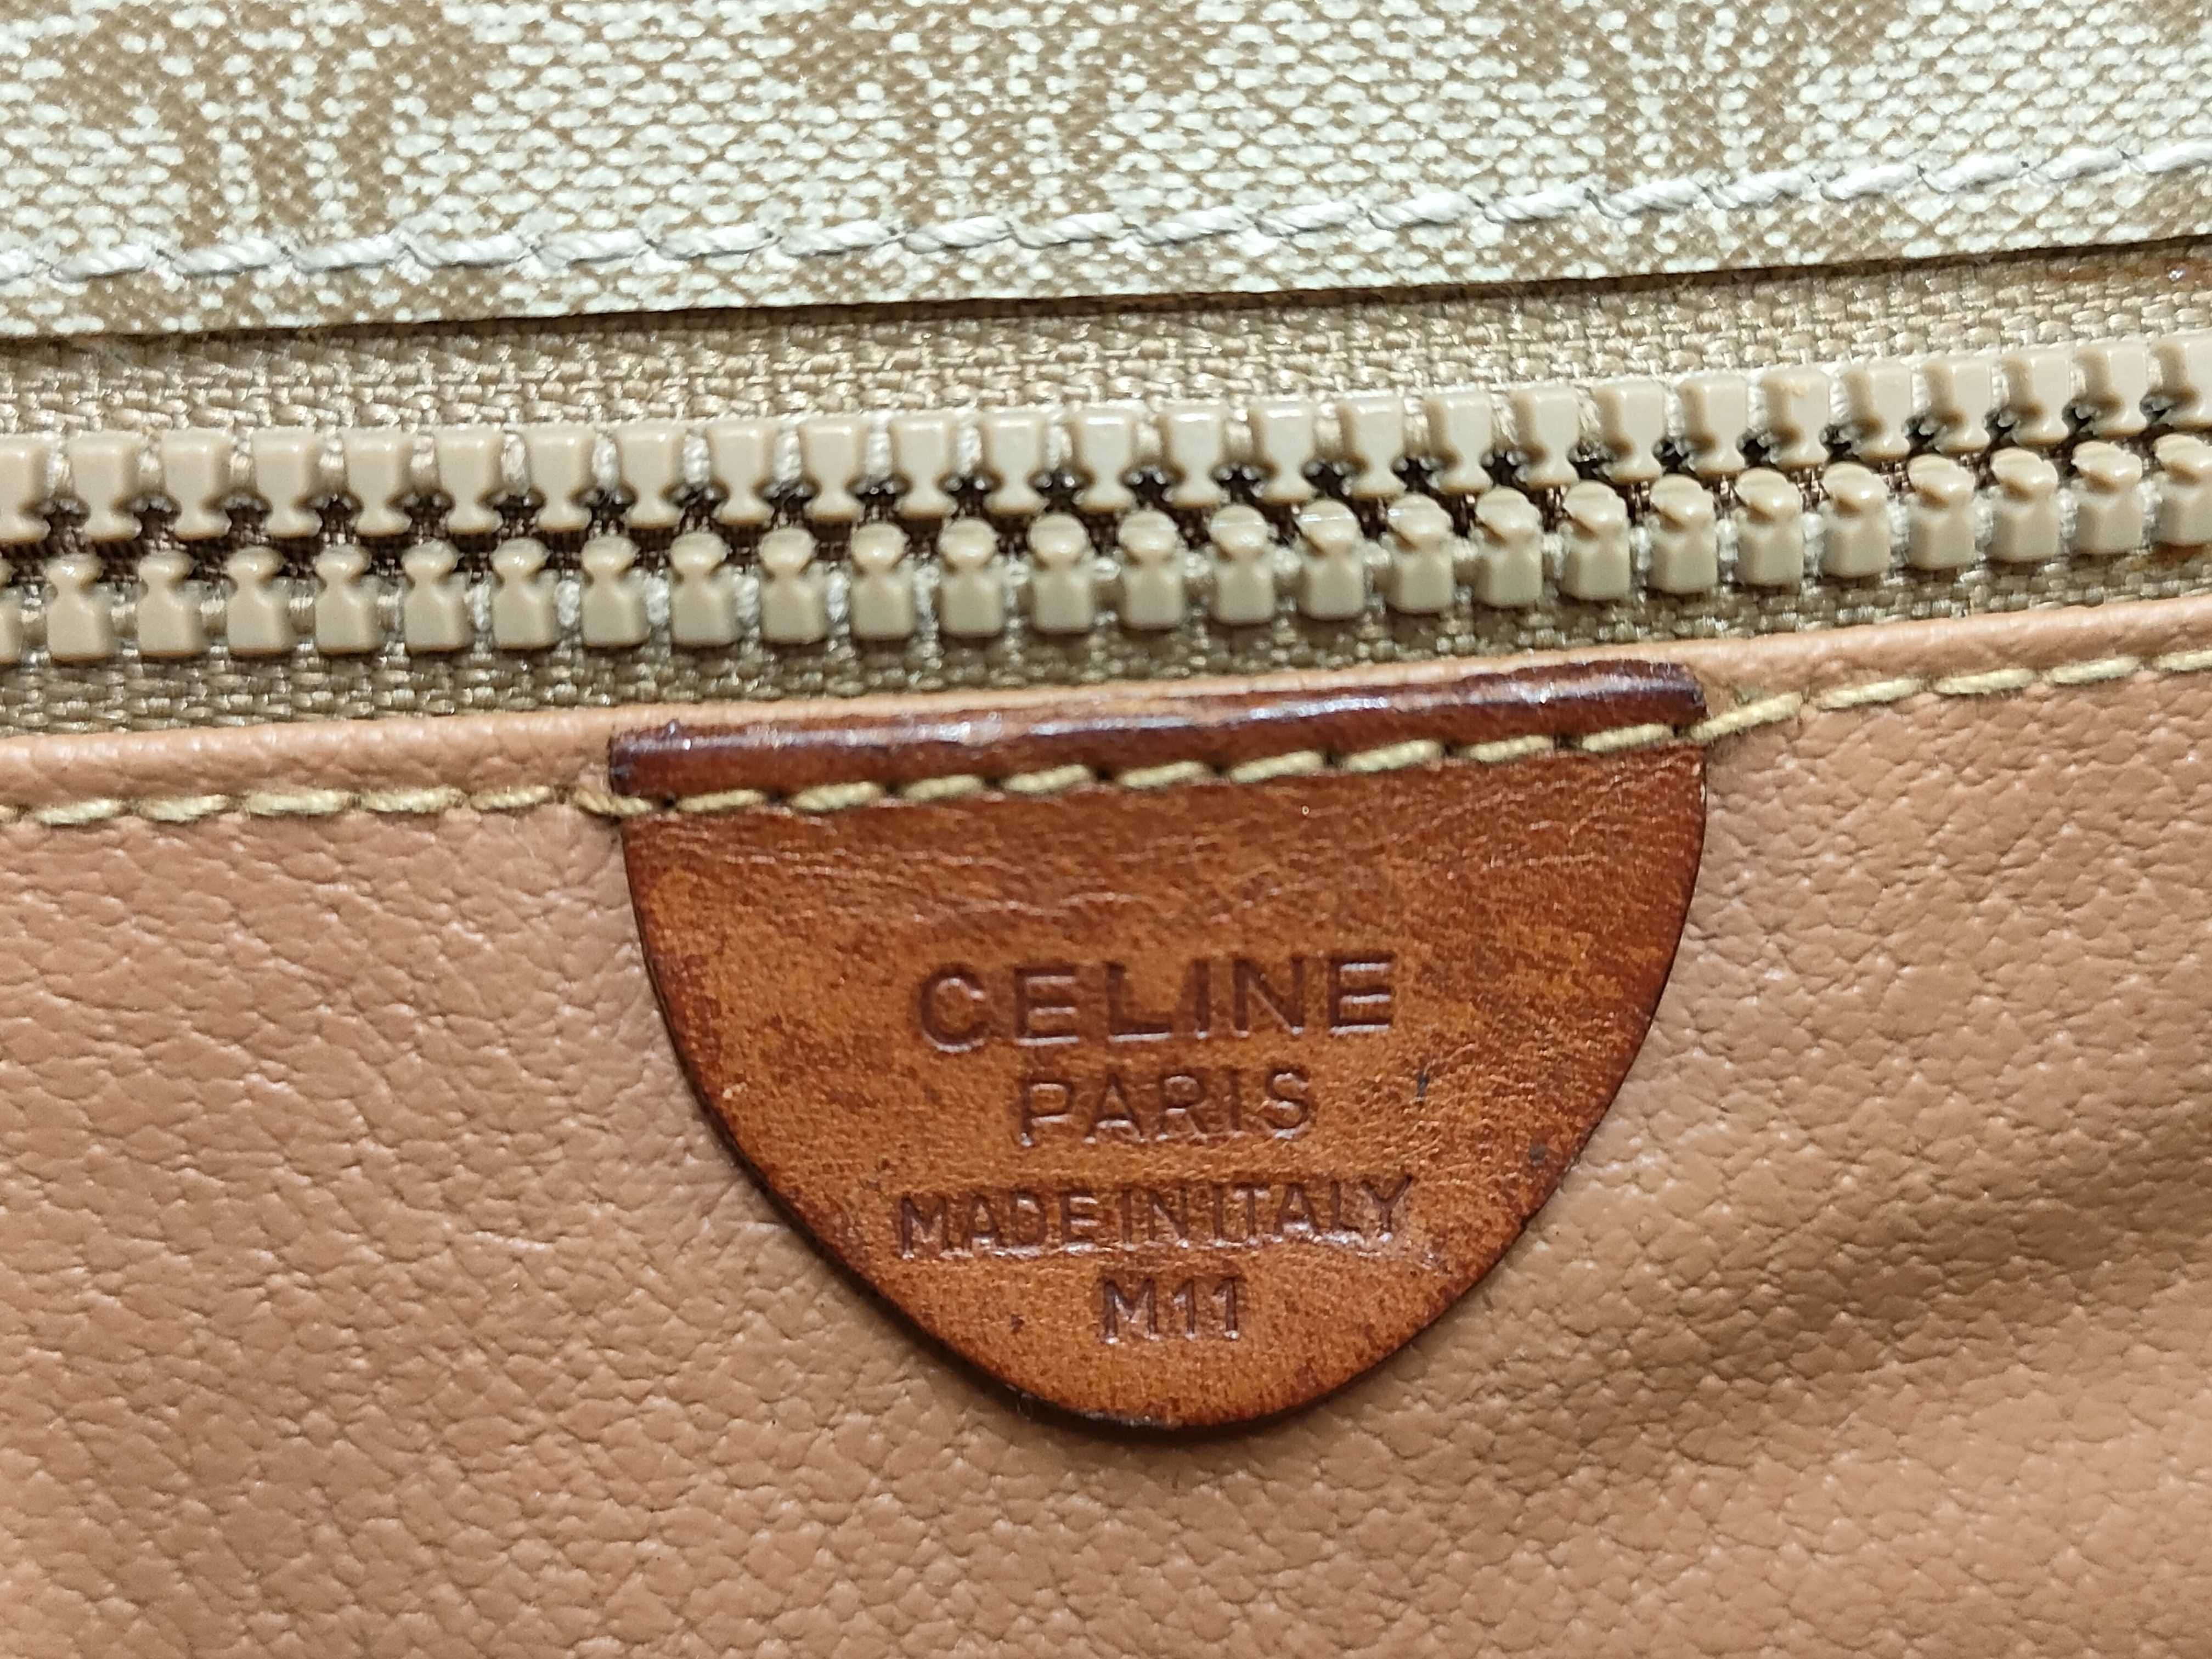 CELINE
PARIS
MADE IN ITALY
M11